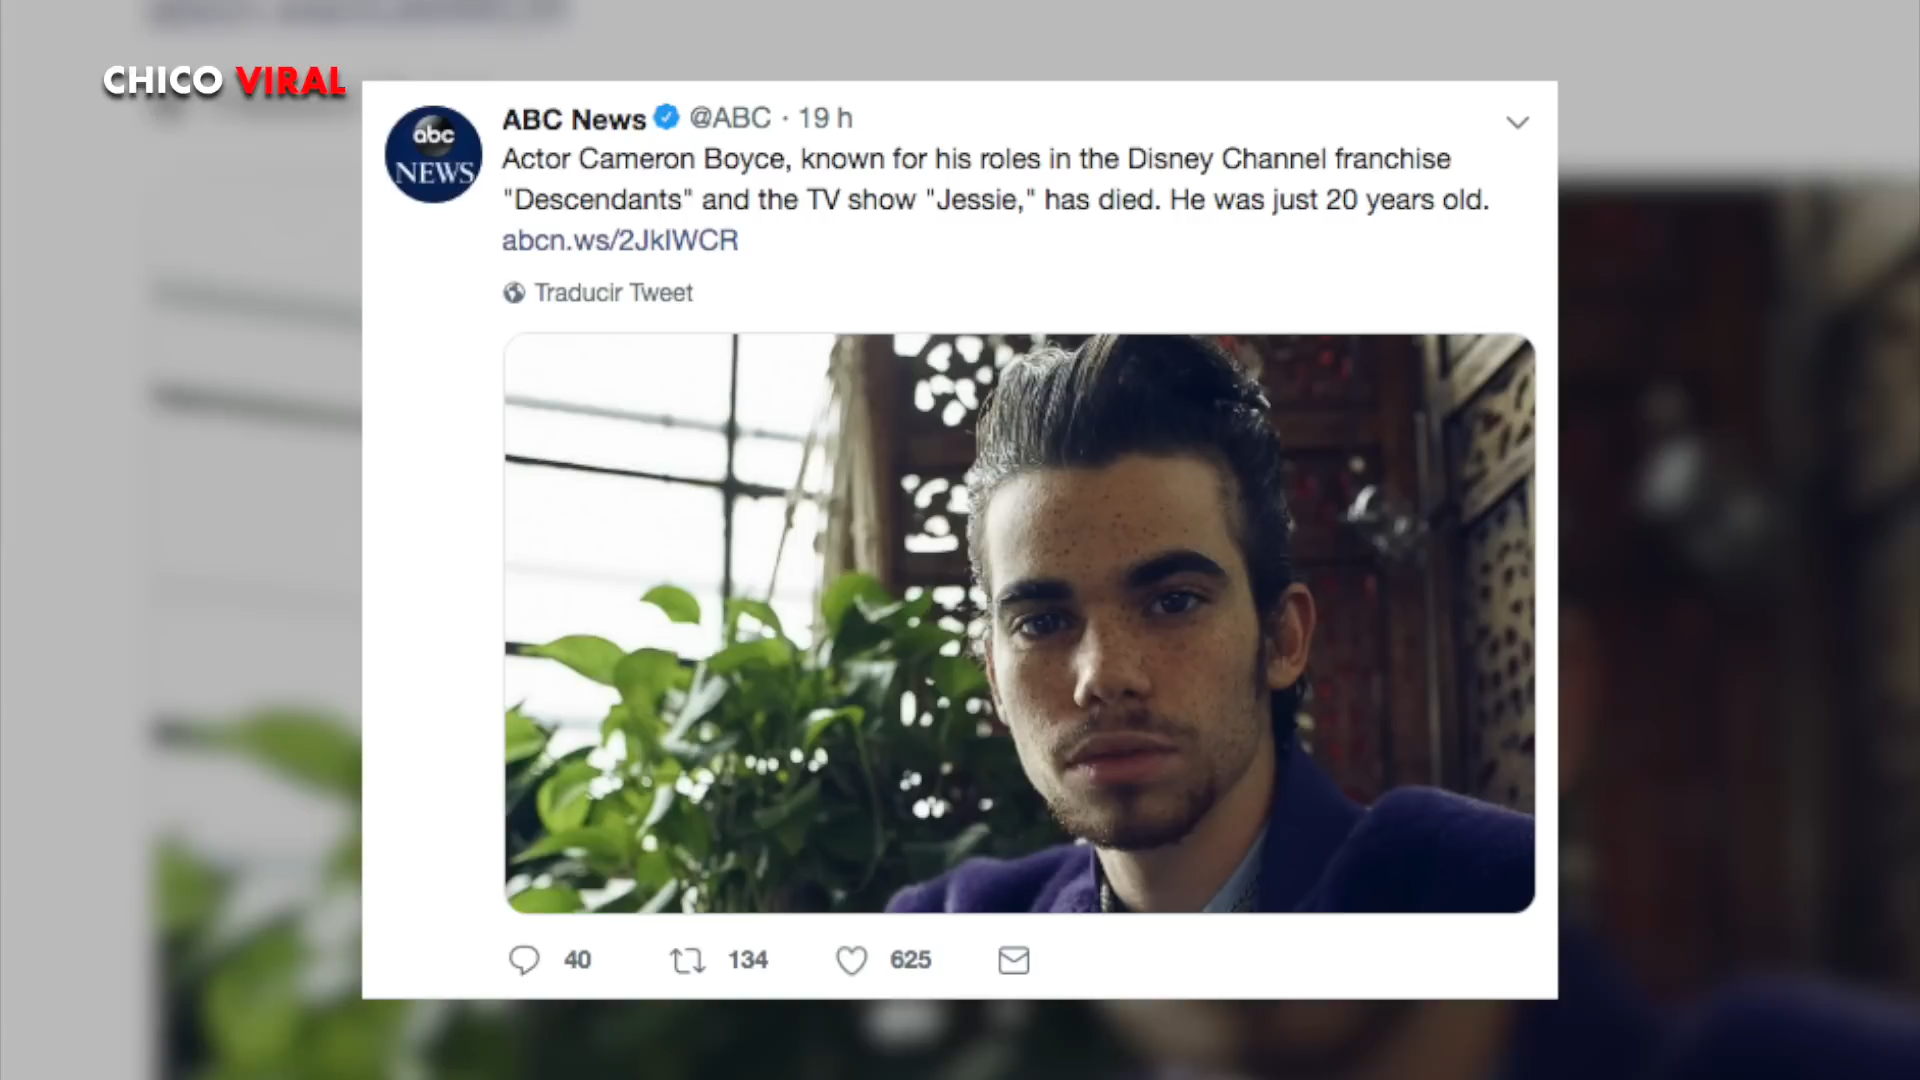 CHICO VIRAL
abc
NEWS
ABC News @ABC · 19 h
Actor Cameron Boyce, known for his roles in the Disney Channel franchise
"Descendants" and the TV show "Jessie," has died. He was just 20 years old.
abcn.ws/2JkIWCR
Traducir Tweet
40 134 625